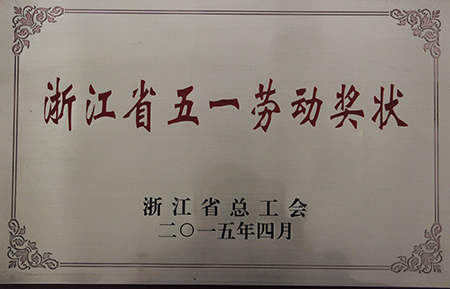 浙江省五一劳动奖状
浙江省总工会
二〇一五年四月